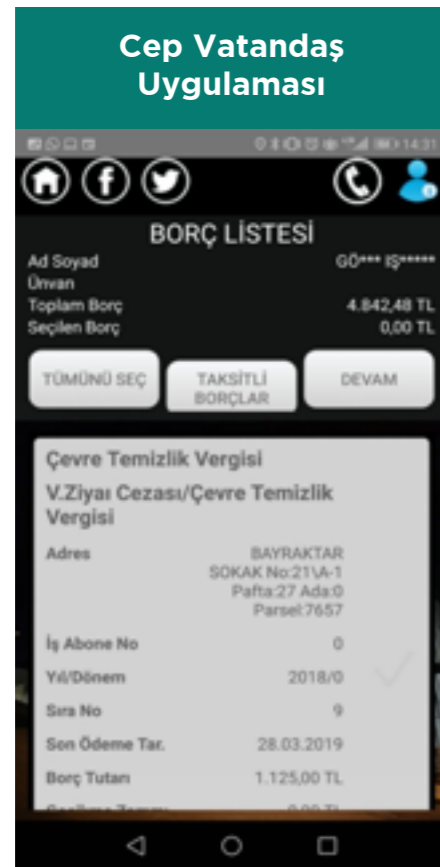 Cep Vatandaş
Uygulaması
14:31
BORÇ LİSTESİ
Ad Soyad GÖ*** IŞ*****
Ünvan
Toplam Borç 4.842,48 TL
Seçilen Borç 0,00 TL
TÜMÜNÜ SEÇ
TAKSİTLİ
BORÇLAR
DEVAM
Çevre Temizlik Vergisi
V.Ziyaı Cezası/Çevre Temizlik
Vergisi
Adres BAYRAKTAR
SOKAK No:21\A-1
Pafta:27 Ada:0
Parsel:7657
İş Abone No 0
Yıl/Dönem 2018/0
Sıra No 9
Son Ödeme Tar. 28.03.2019
Borç Tutarı 1.125,00 TL